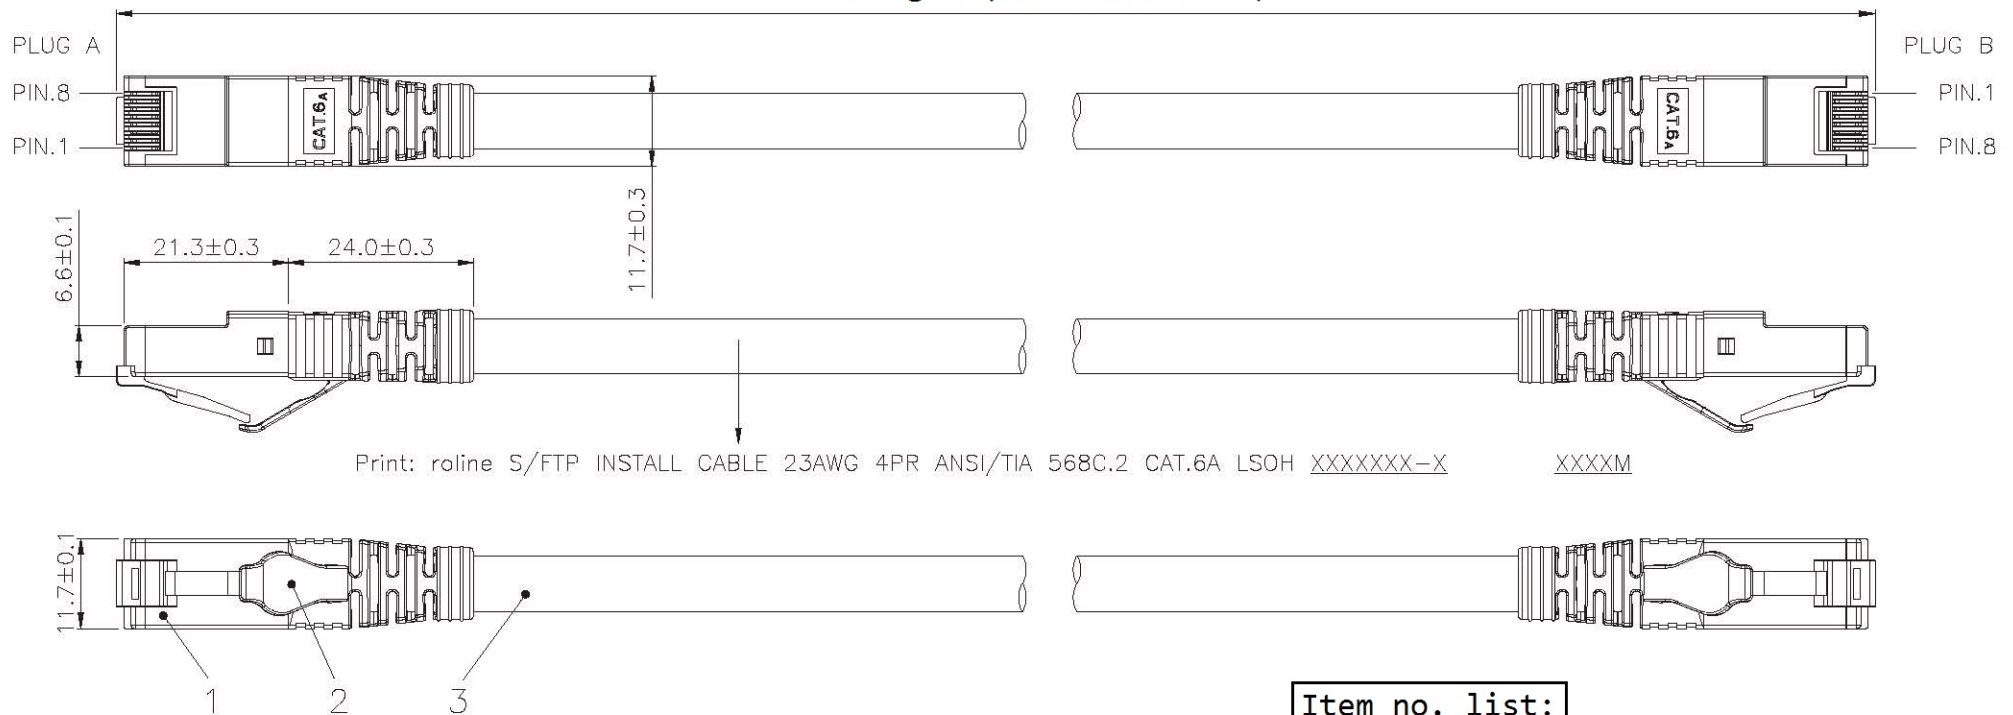 PLUG A
PLUG B
PIN.8
CAT.6A
CAT.6A
PIN.1
PIN.1
PIN.8
11.7±0.3
6.6±0.1
21.3±0.3
24.0±0.3
Print: roline S/FTP INSTALL CABLE 23AWG 4PR ANSI/TIA 568C.2 CAT.6A LSOH XXXXXXX-X XXXXM
11.7±0.1
1
2
3
Item no. list: